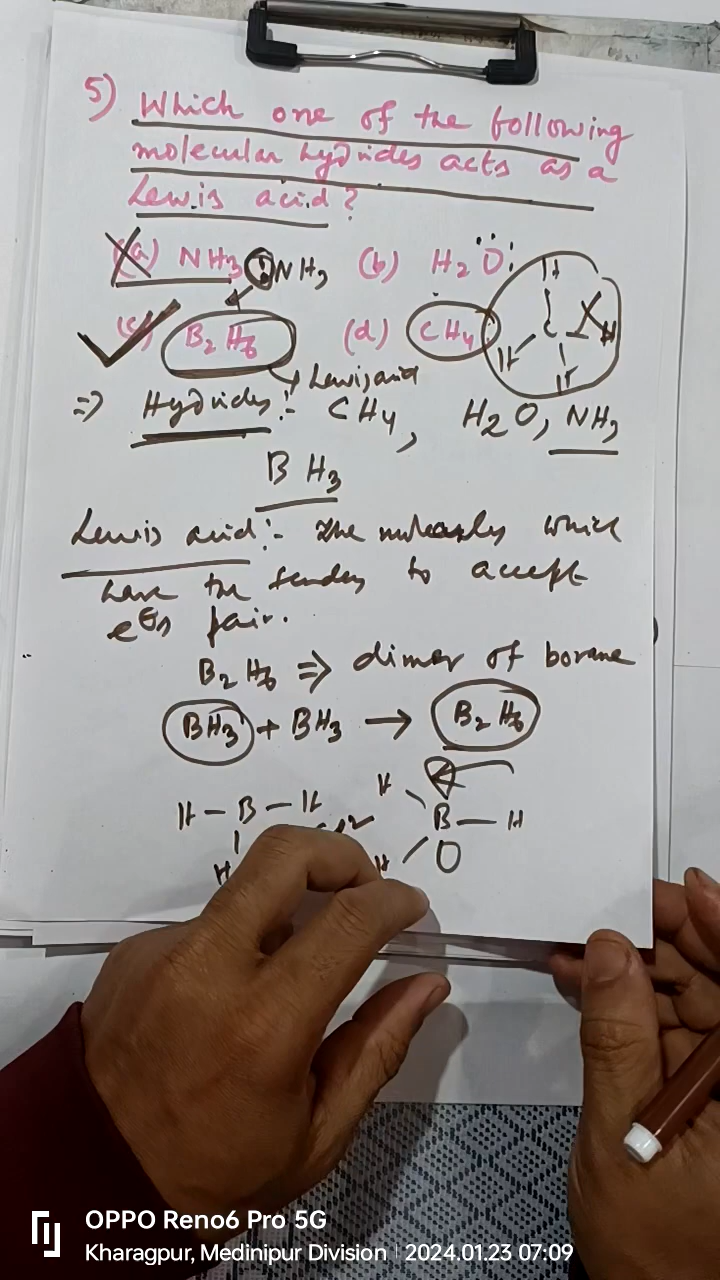 5) Which one of the following
molecular hydrides acts as a
Lewis acid?
(a) NH3 :NH3 (b) H2O:
(c) B2H6 (d) CH4
H
C H
H H
Lewis acid
=> Hydrides:- CH4, H2O, NH3
BH3
Lewis acid:- The molecules which
have the tendency to accept
pair.
B2H6 => dimer of borane
BH3 + BH3 → B2H6
H
H-B-H B-H
H H
OPPO Reno6 Pro 5G
Kharagpur, Medinipur Division | 2024.01.23 07:09